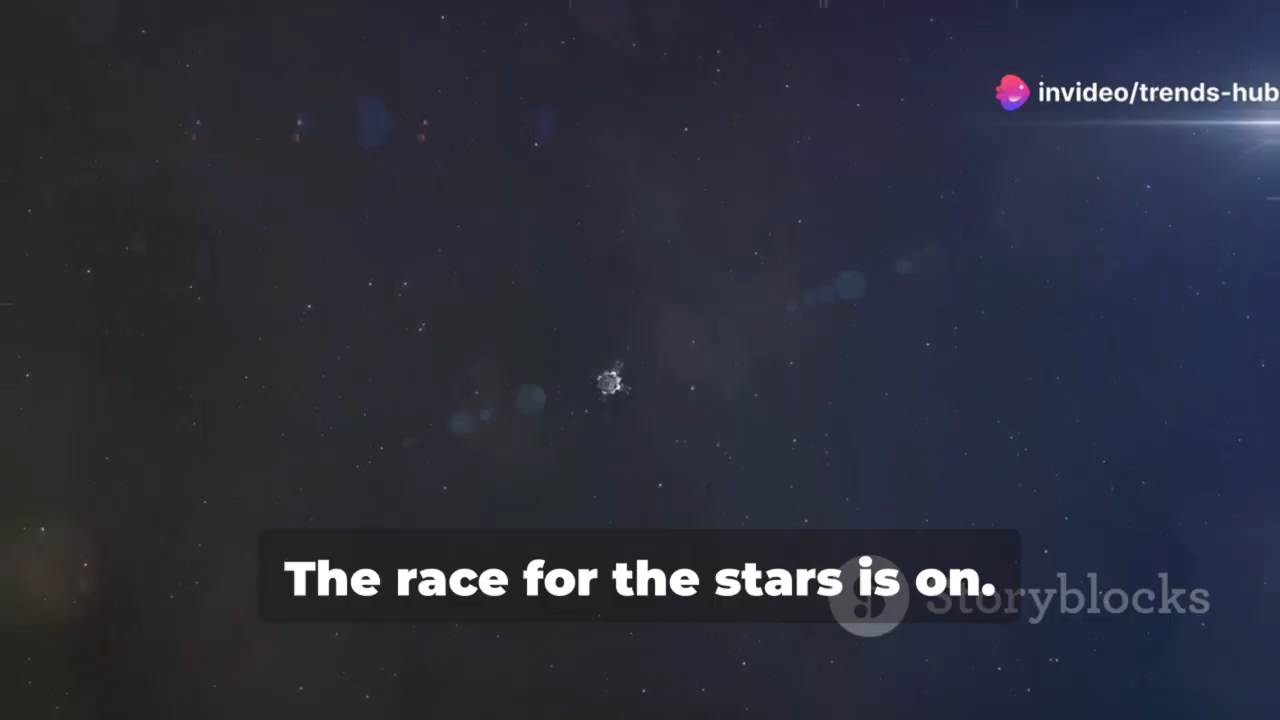 invideo/trends-hub
The race for the stars is on.
Storyblocks